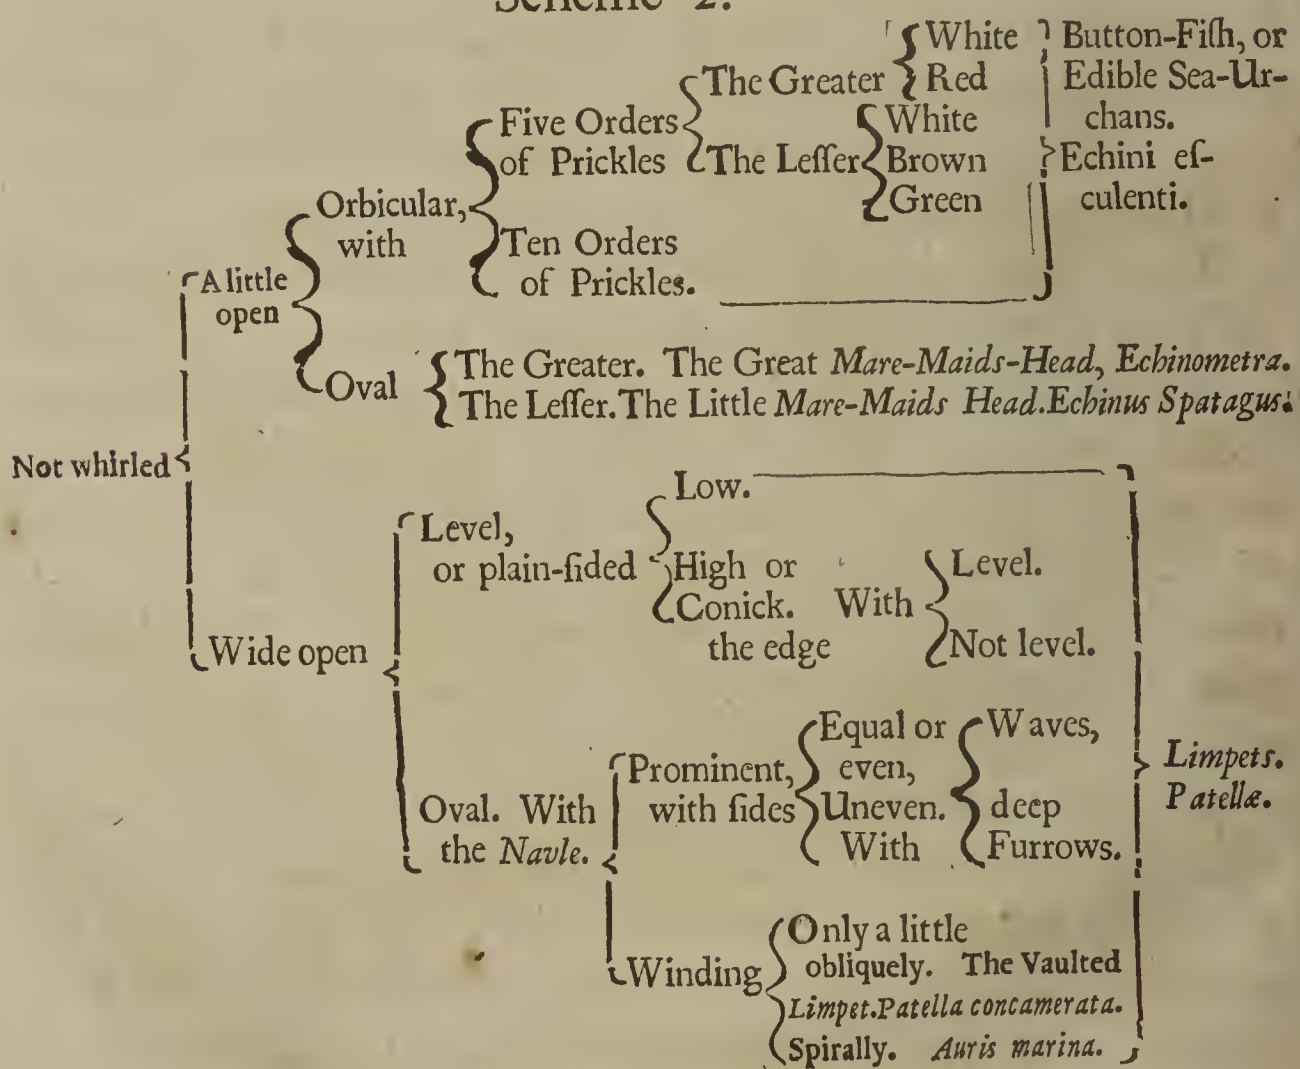 Scheme 2.
White
Red
The Greater
Five Orders
of Prickles
The Leſſer
White
Brown
Green
Button-Fiſh, or
Edible Sea-Ur-
chans.
Echini eſ-
culenti.
Orbicular,
with
Ten Orders
of Prickles.
A little
open
Oval
The Greater. The Great Mare-Maids-Head, Echinometra.
The Leſſer. The Little Mare-Maids Head. Echinus Spatagus.
Not whirled
Low.
Level,
or plain-ſided
High or
Conick. With
the edge
Level.
Not level.
Wide open
Equal or
even,
Uneven.
With
Waves,
deep
Furrows.
Prominent,
with ſides
Limpets.
Patellæ.
Oval. With
the Navle.
Winding
Only a little
obliquely. The Vaulted
Limpet. Patella concamerata.
Spirally. Auris marina.